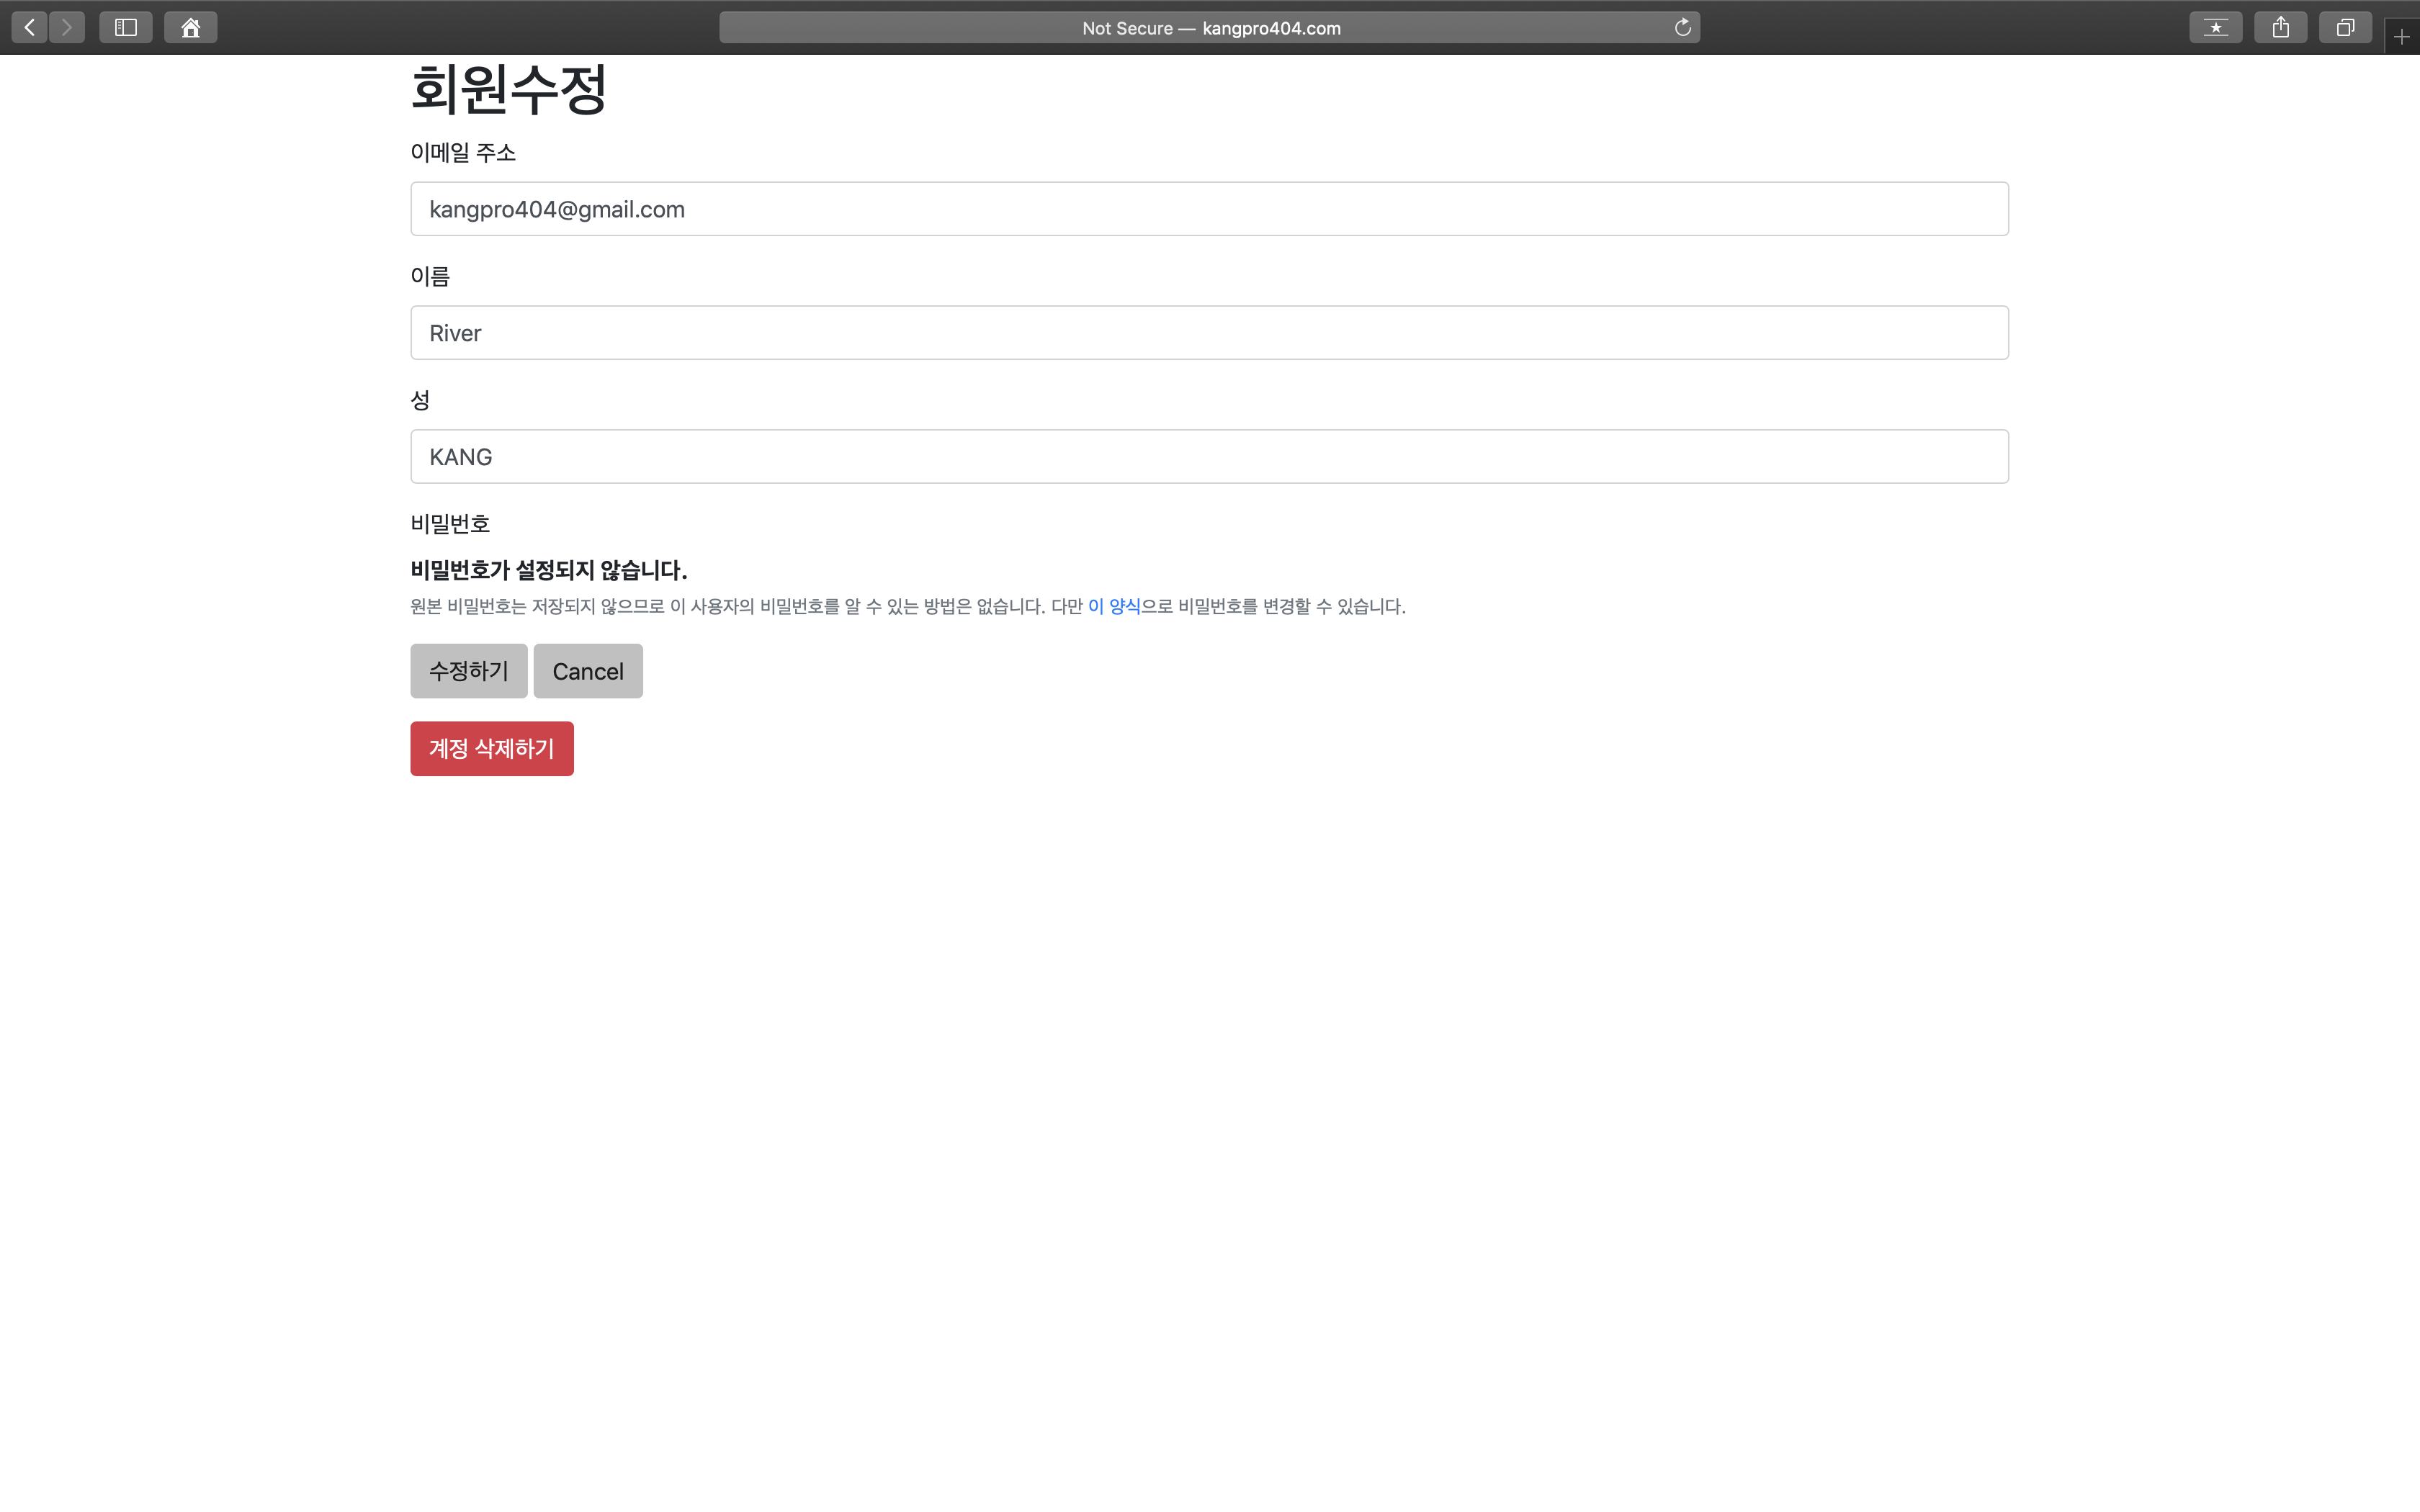 Not Secure — kangpro404.com
회원수정
이메일 주소
kangpro404@gmail.com
이름
River
성
KANG
비밀번호
비밀번호가 설정되지 않습니다.
원본 비밀번호는 저장되지 않으므로 이 사용자의 비밀번호를 알 수 있는 방법은 없습니다. 다만 이 양식으로 비밀번호를 변경할 수 있습니다.
수정하기 Cancel
계정 삭제하기